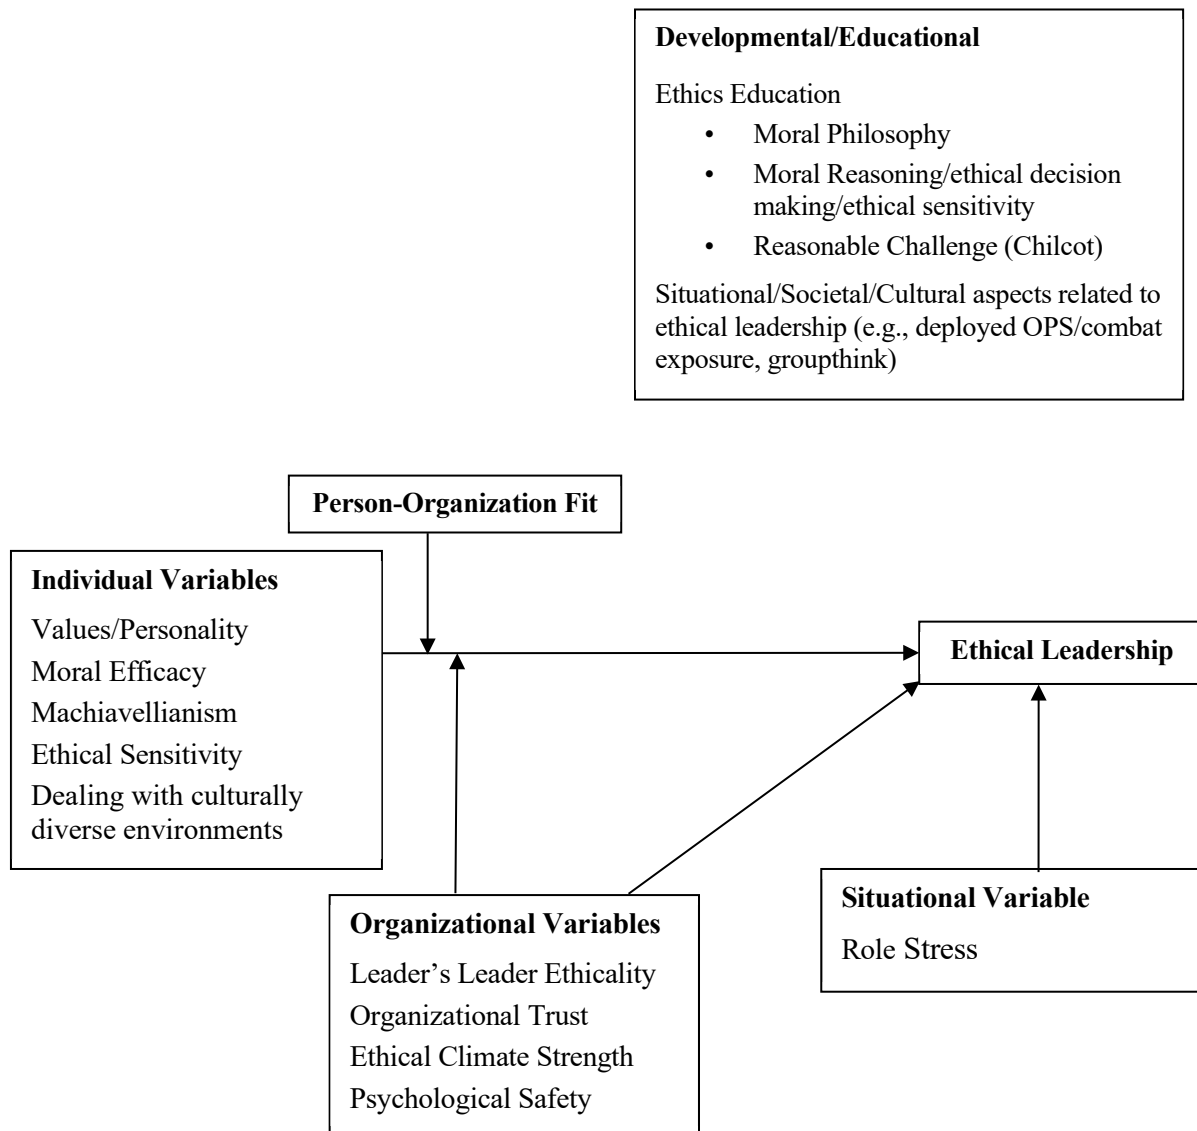 Developmental/Educational
Ethics Education
• Moral Philosophy
• Moral Reasoning/ethical decision
making/ethical sensitivity
• Reasonable Challenge (Chilcot)
Situational/Societal/Cultural aspects related to
ethical leadership (e.g., deployed OPS/combat
exposure, groupthink)
Person-Organization Fit
Individual Variables
Values/Personality
Moral Efficacy
Machiavellianism
Ethical Sensitivity
Dealing with culturally
diverse environments
Ethical Leadership
Organizational Variables
Leader’s Leader Ethicality
Organizational Trust
Ethical Climate Strength
Psychological Safety
Situational Variable
Role Stress